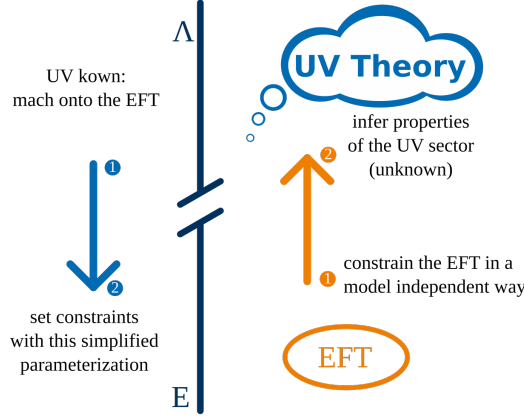 Λ
UV kown:
mach onto the EFT
1
2
set constraints
with this simplified
parameterization
E
UV Theory
infer properties
of the UV sector
(unknown)
2
1
constrain the EFT in a
model independent way
EFT